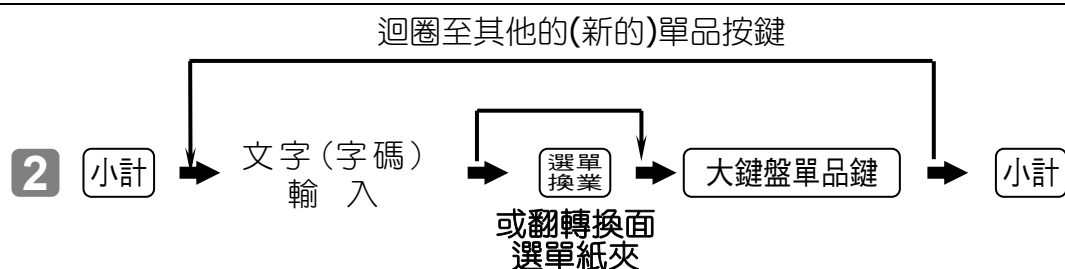 迴圈至其他的(新的)單品按鍵
2 小計 文字(字碼) 輸 入 選單換業 大鍵盤單品鍵 小計
或翻轉換面
選單紙夾